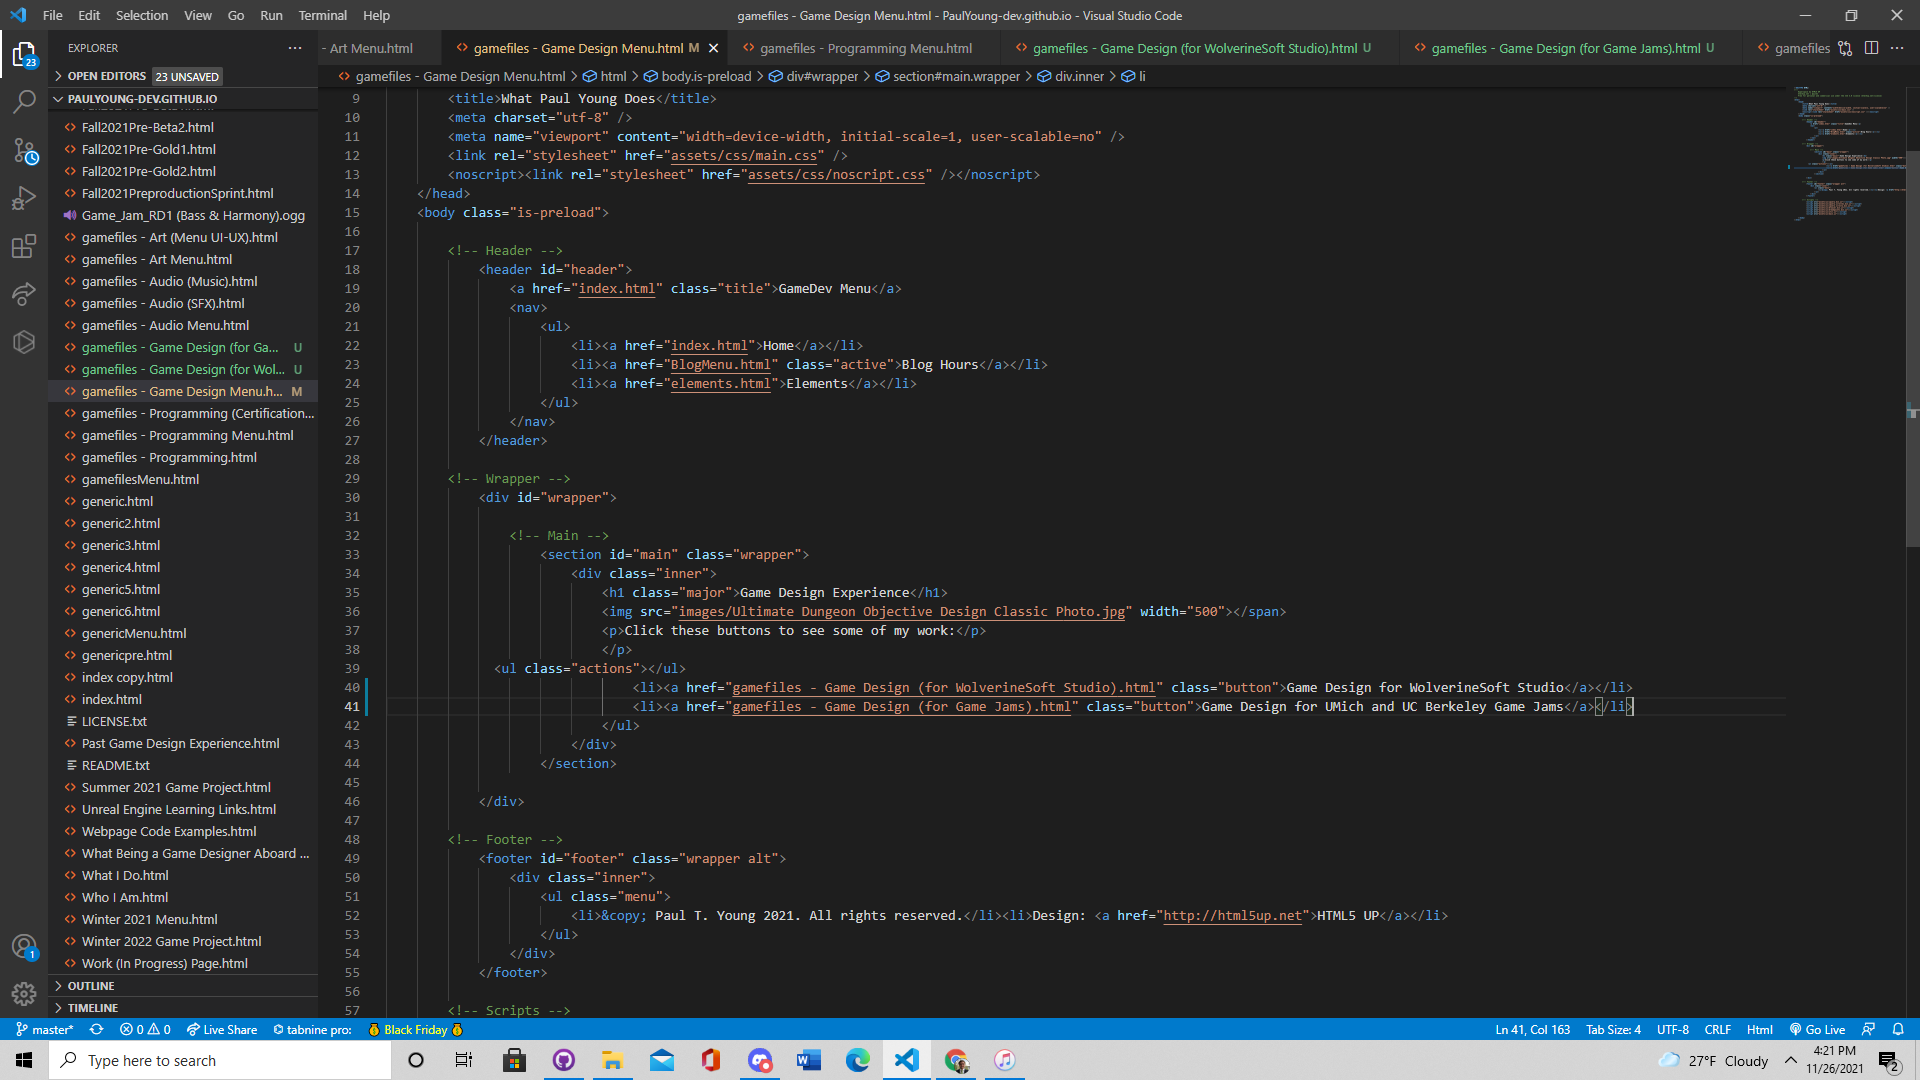 File Edit Selection View Go Run Terminal Help
gamefiles - Game Design Menu.html - PaulYoung-dev.github.io - Visual Studio Code
EXPLORER
- Art Menu.html
gamefiles - Game Design Menu.html M
gamefiles - Programming Menu.html
gamefiles - Game Design (for WolverineSoft Studio).html U
gamefiles - Game Design (for Game Jams).html U
gamefiles
23
OPEN EDITORS 23 UNSAVED
PAULYOUNG-DEV.GITHUB.IO
Fall2021Pre-Beta2.html
Fall2021Pre-Gold1.html
Fall2021Pre-Gold2.html
Fall2021PreproductionSprint.html
Game_Jam_RD1 (Bass & Harmony).ogg
gamefiles - Art (Menu UI-UX).html
gamefiles - Art Menu.html
gamefiles - Audio (Music).html
gamefiles - Audio (SFX).html
gamefiles - Audio Menu.html
gamefiles - Game Design (for Ga... U
gamefiles - Game Design (for Wol... U
gamefiles - Game Design Menu.h... M
gamefiles - Programming (Certification...
gamefiles - Programming Menu.html
gamefiles - Programming.html
gamefilesMenu.html
generic.html
generic2.html
generic3.html
generic4.html
generic5.html
generic6.html
genericMenu.html
genericpre.html
index copy.html
index.html
LICENSE.txt
Past Game Design Experience.html
README.txt
Summer 2021 Game Project.html
Unreal Engine Learning Links.html
Webpage Code Examples.html
What Being a Game Designer Aboard ...
What I Do.html
Who I Am.html
Winter 2021 Menu.html
Winter 2022 Game Project.html
Work (In Progress) Page.html
OUTLINE
TIMELINE
1
gamefiles - Game Design Menu.html > html > body.is-preload > div#wrapper > section#main.wrapper > div.inner > li
9 <title>What Paul Young Does</title>
10 <meta charset="utf-8" />
11 <meta name="viewport" content="width=device-width, initial-scale=1, user-scalable=no" />
12 <link rel="stylesheet" href="assets/css/main.css" />
13 <noscript><link rel="stylesheet" href="assets/css/noscript.css" /></noscript>
14 </head>
15 <body class="is-preload">
16
17 <!-- Header -->
18 <header id="header">
19 <a href="index.html" class="title">GameDev Menu</a>
20 <nav>
21 <ul>
22 <li><a href="index.html">Home</a></li>
23 <li><a href="BlogMenu.html" class="active">Blog Hours</a></li>
24 <li><a href="elements.html">Elements</a></li>
25 </ul>
26 </nav>
27 </header>
28
29 <!-- Wrapper -->
30 <div id="wrapper">
31
32 <!-- Main -->
33 <section id="main" class="wrapper">
34 <div class="inner">
35 <h1 class="major">Game Design Experience</h1>
36 <img src="images/Ultimate Dungeon Objective Design Classic Photo.jpg" width="500"></span>
37 <p>Click these buttons to see some of my work:</p>
38 </p>
39 <ul class="actions"></ul>
40 <li><a href="gamefiles - Game Design (for WolverineSoft Studio).html" class="button">Game Design for WolverineSoft Studio</a></li>
41 <li><a href="gamefiles - Game Design (for Game Jams).html" class="button">Game Design for UMich and UC Berkeley Game Jams</a></li>
42 </ul>
43 </div>
44 </section>
45
46 </div>
47
48 <!-- Footer -->
49 <footer id="footer" class="wrapper alt">
50 <div class="inner">
51 <ul class="menu">
52 <li>&copy; Paul T. Young 2021. All rights reserved.</li><li>Design: <a href="http://html5up.net">HTML5 UP</a></li>
53 </ul>
54 </div>
55 </footer>
56
57 <!-- Scripts -->
master* 0 0 Live Share tabnine pro: Black Friday
Ln 41, Col 163 Tab Size: 4 UTF-8 CRLF Html Go Live
Type here to search
27°F Cloudy
4:21 PM
11/26/2021
2